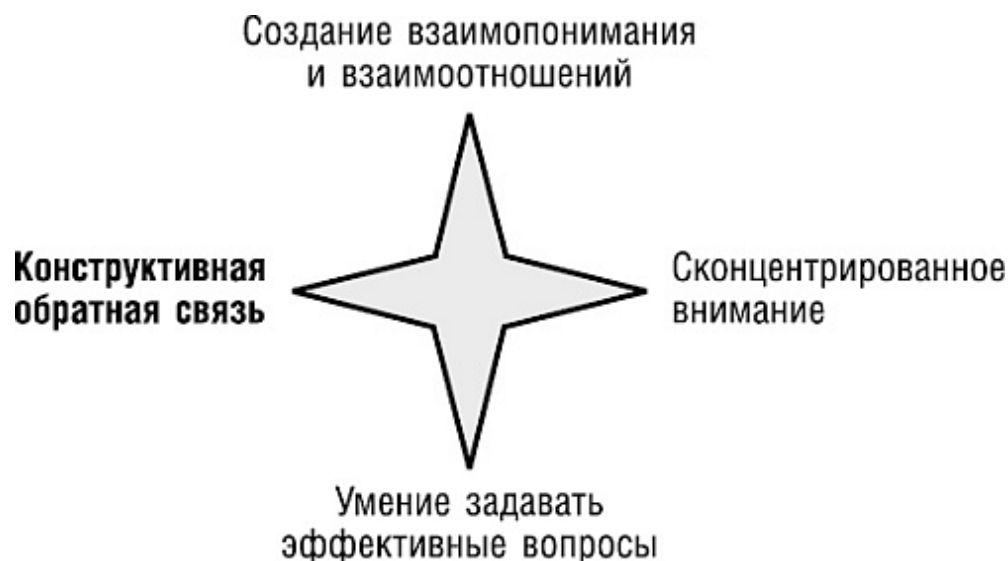 Создание взаимопонимания
и взаимоотношений
Конструктивная
обратная связь
Сконцентрированное
внимание
Умение задавать
эффективные вопросы